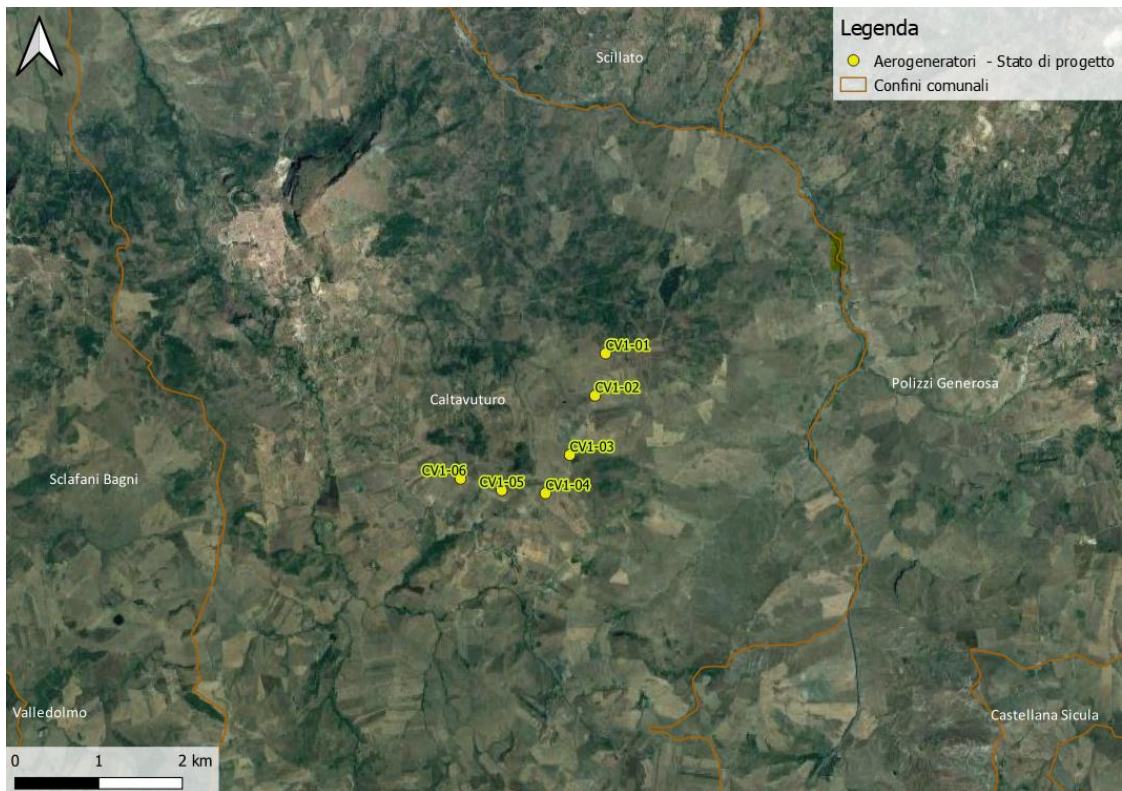 Scillato
Legenda
Aerogeneratori - Stato di progetto
Confini comunali
CV1-01
CV1-02
Polizzi Generosa
Caltavuturo
CV1-03
CV1-06
CV1-05
CV1-04
Sclafani Bagni
Valledolmo
Castellana Sicula
0 1 2 km